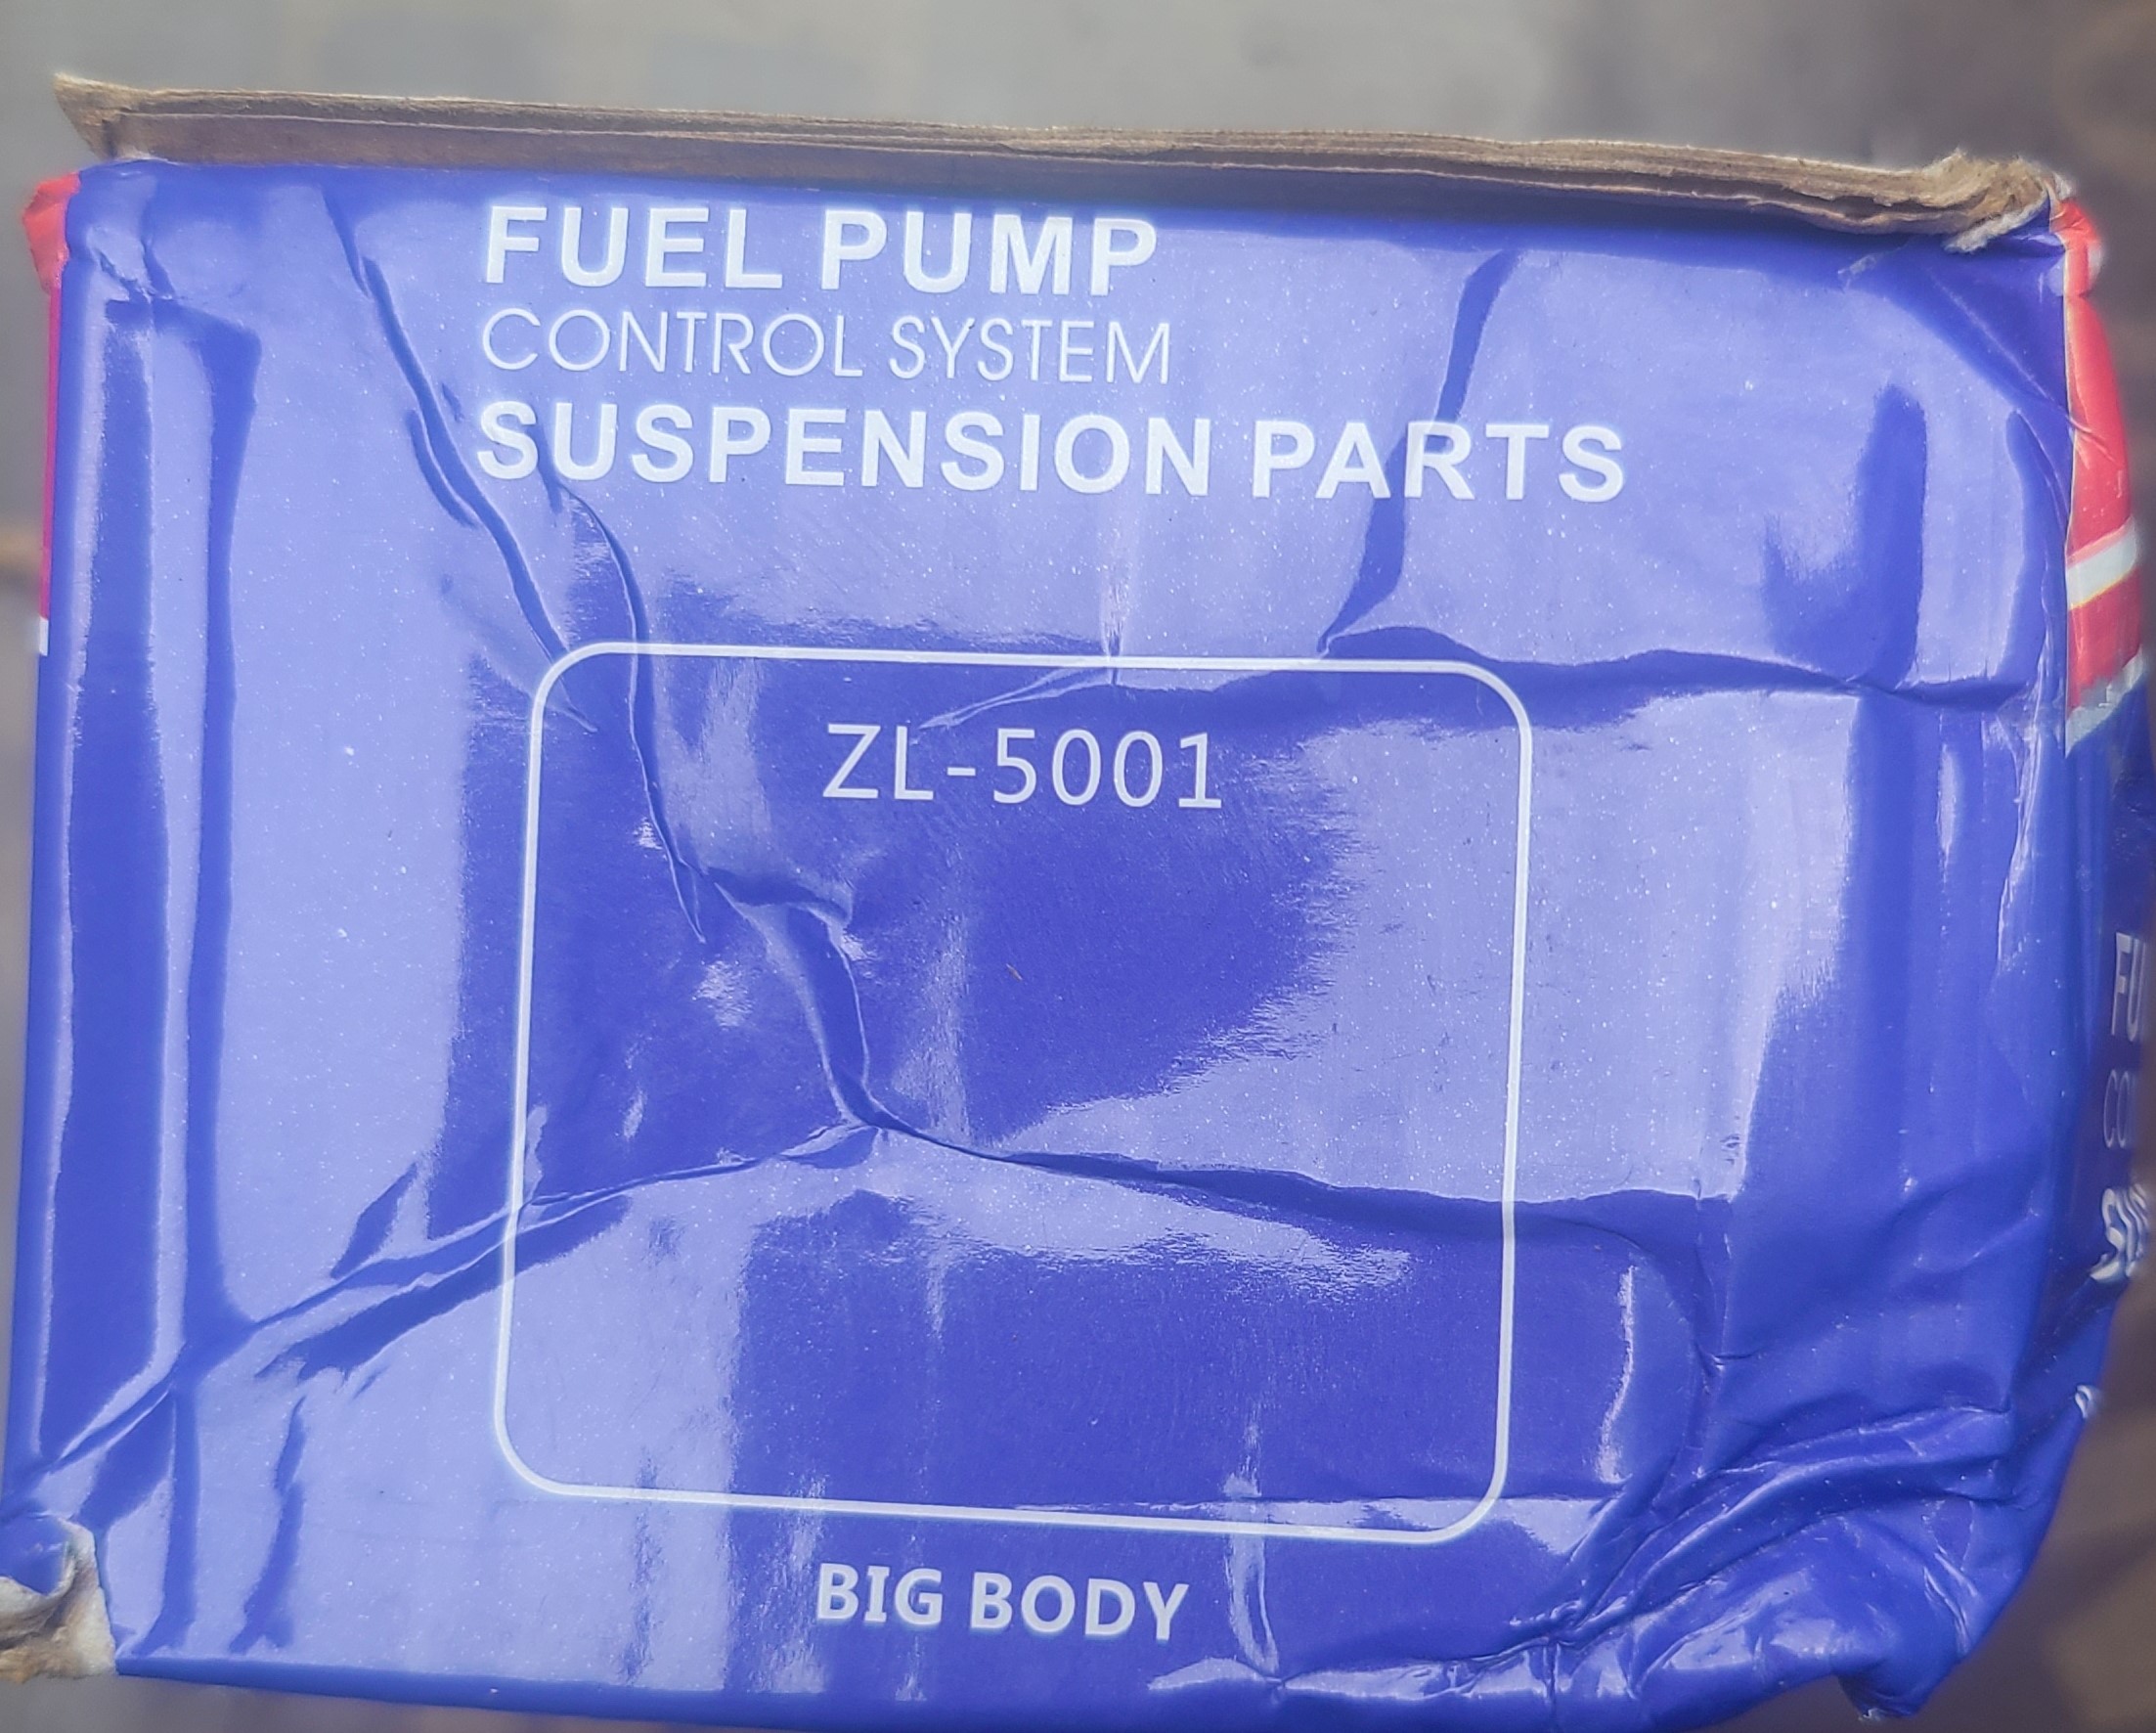 FUEL PUMP
CONTROL SYSTEM
SUSPENSION PARTS
ZL-5001
BIG BODY